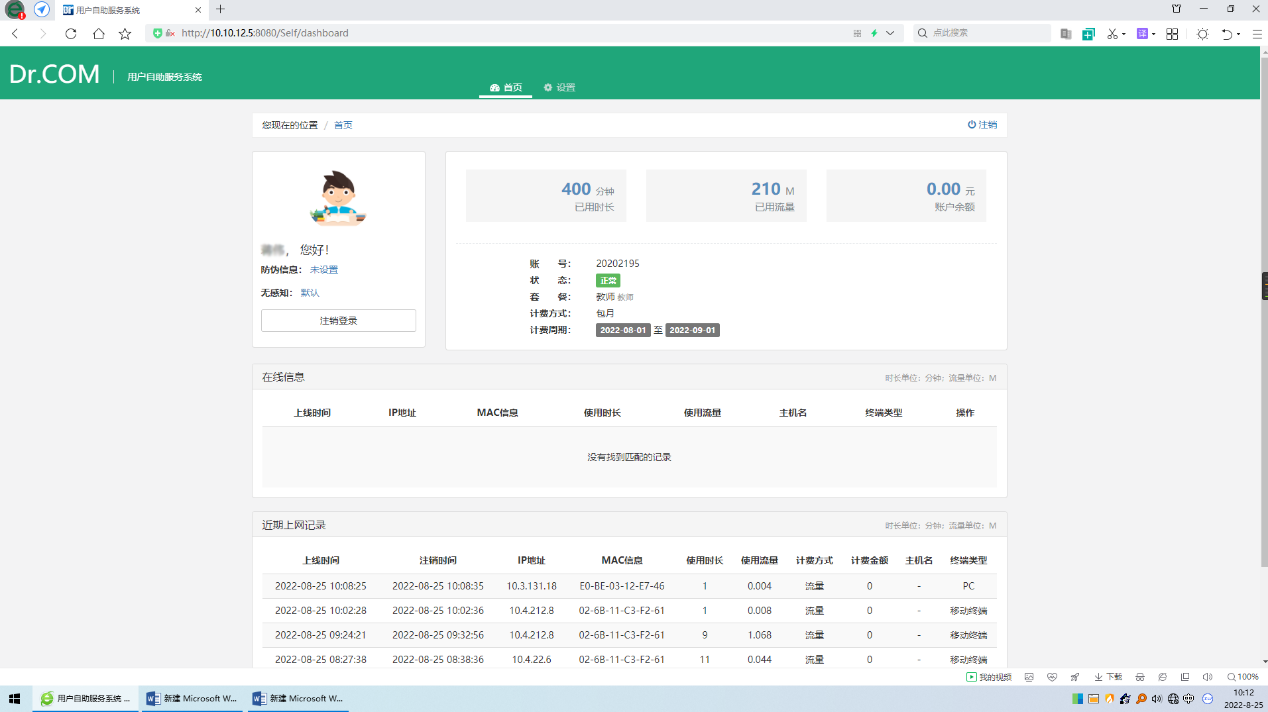 用户自助服务系统
http://10.10.12.5:8080/Self/dashboard
点此搜索
Dr.COM | 用户自助服务系统
首页 设置
您现在的位置 / 首页
注销
400 分钟
已用时长
210 M
已用流量
0.00 元
账户余额
, 您好!
防伪信息: 未设置
无感知: 默认
注销登录
账 号: 20202195
状 态: 正常
套 餐: 教师 教师
计费方式: 包月
计费周期: 2022-08-01 至 2022-09-01
在线信息
时长单位: 分钟; 流量单位: M
上线时间 IP地址 MAC信息 使用时长 使用流量 主机名 终端类型 操作
没有找到匹配的记录
近期上网记录
时长单位: 分钟; 流量单位: M
上线时间 注销时间 IP地址 MAC信息 使用时长 使用流量 计费方式 计费金额 主机名 终端类型
2022-08-25 10:08:25 2022-08-25 10:08:35 10.3.131.18 E0-BE-03-12-E7-46 1 0.004 流量 0 - PC
2022-08-25 10:02:28 2022-08-25 10:02:36 10.4.212.8 02-6B-11-C3-F2-61 1 0.008 流量 0 - 移动终端
2022-08-25 09:24:21 2022-08-25 09:32:56 10.4.212.8 02-6B-11-C3-F2-61 9 1.068 流量 0 - 移动终端
2022-08-25 08:27:38 2022-08-25 08:38:36 10.4.22.6 02-6B-11-C3-F2-61 11 0.044 流量 0 - 移动终端
我的视频 下载 100%
用户自助服务系统 ... 新建 Microsoft W... 新建 Microsoft W...
10:12
2022-8-25